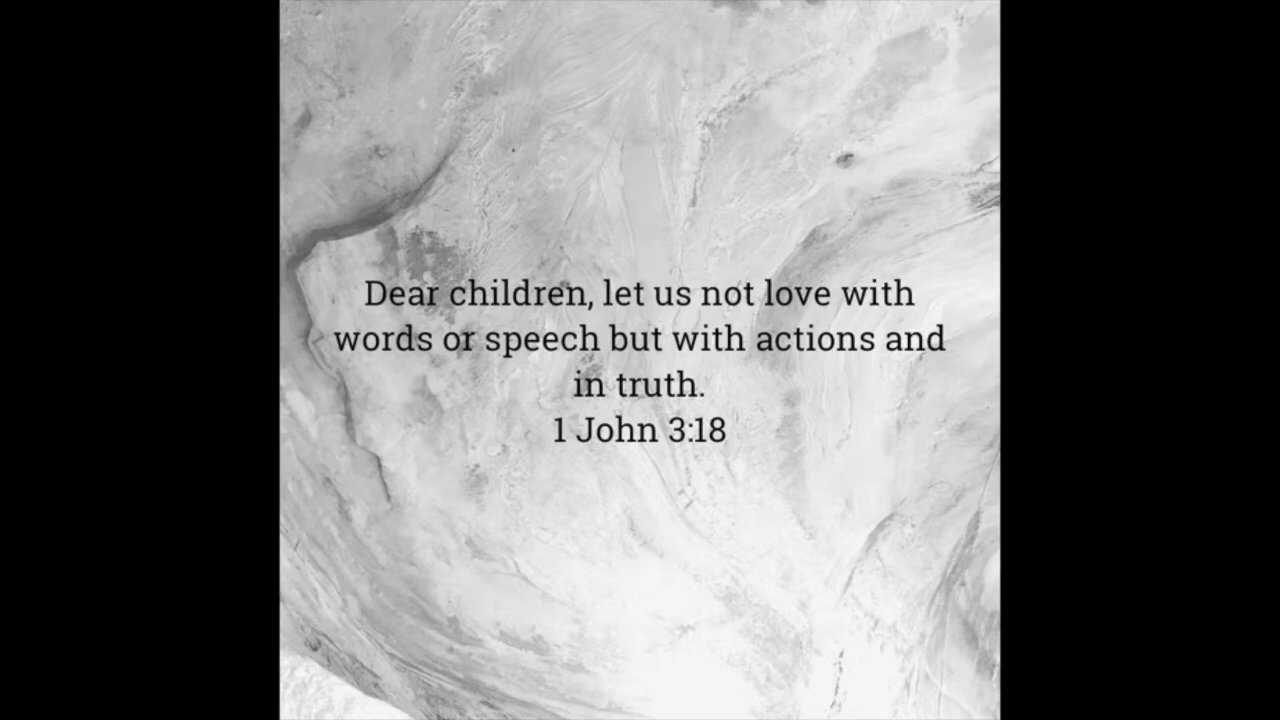 Dear children, let us not love with
words or speech but with actions and
in truth.
1 John 3:18